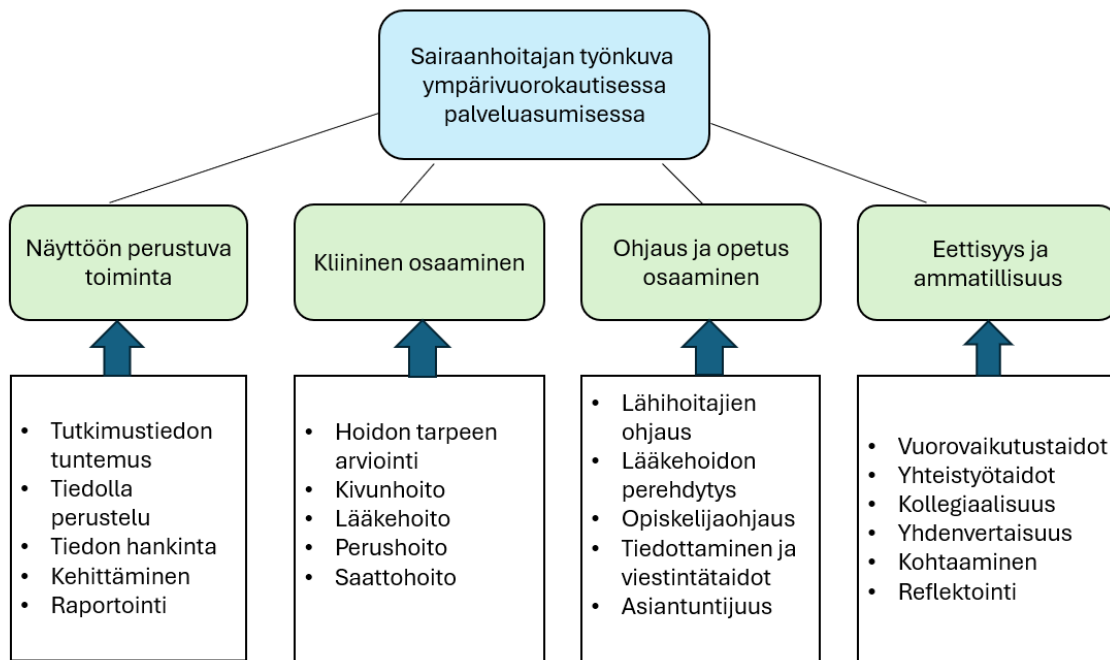 Sairaanhoitajan työnkuva
ympärivuorokautisessa
palveluasumisessa
Näyttöön perustuva
toiminta
Kliininen osaaminen
Ohjaus ja opetus
osaaminen
Eettisyys ja
ammatillisuus
• Tutkimustiedon
tuntemus
• Tiedolla
perustelu
• Tiedon hankinta
• Kehittäminen
• Raportointi
• Hoidon tarpeen
arviointi
• Kivunhoito
• Lääkehoito
• Perushoito
• Saattohoito
• Lähihoitajien
ohjaus
• Lääkehoidon
perehdytys
• Opiskelijaohjaus
• Tiedottaminen ja
viestintätaidot
• Asiantuntijuus
• Vuorovaikutustaidot
• Yhteistyötaidot
• Kollegiaalisuus
• Yhdenvertaisuus
• Kohtaaminen
• Reflektointi